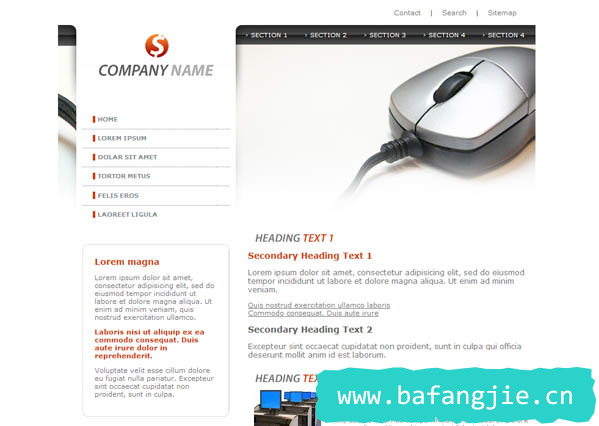 Contact | Search | Sitemap
› SECTION 1 › SECTION 2 › SECTION 3 › SECTION 4 › SECTION 4
S
COMPANY NAME
HOME
LOREM IPSUM
DOLAR SIT AMET
TORTOR METUS
FELIS EROS
LAOREET LIGULA
Lorem magna
Lorem ipsum dolor sit amet,
consectetur adipisicing elit, sed do
eiusmod tempor incididunt ut
labore et dolore magna aliqua. Ut
enim ad minim veniam, quis
nostrud exercitation ullamco.
Laboris nisi ut aliquip ex ea
commodo consequat. Duis
aute irure dolor in
reprehenderit.
Voluptate velit esse cillum dolore
eu fugiat nulla pariatur. Excepteur
sint occaecat cupidatat non
proident, sunt in culpa.
HEADING TEXT 1
Secondary Heading Text 1
Lorem ipsum dolor sit amet, consectetur adipisicing elit, sed do eiusmod
tempor incididunt ut labore et dolore magna aliqua. Ut enim ad minim
veniam.
Quis nostrud exercitation ullamco laboris
Commodo consequat. Duis aute irure
Secondary Heading Text 2
Excepteur sint occaecat cupidatat non proident, sunt in culpa qui officia
deserunt mollit anim id est laborum.
HEADING
www.bafangjie.cn